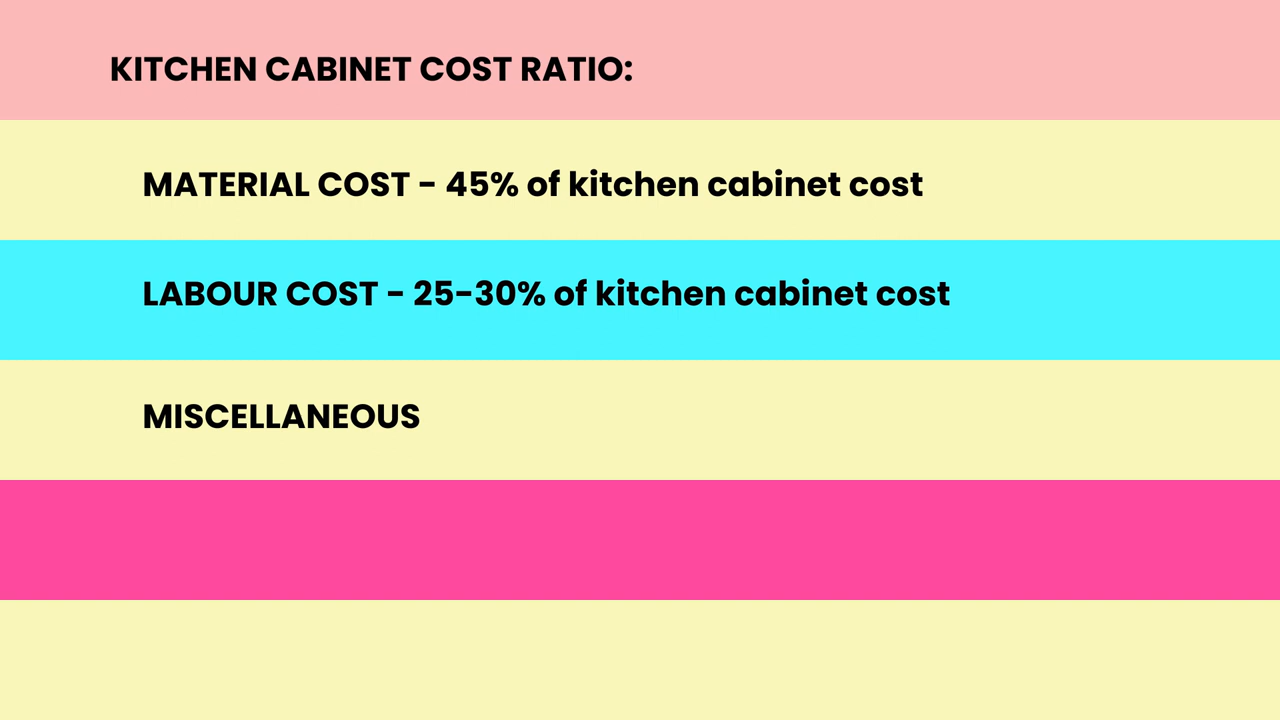 KITCHEN CABINET COST RATIO:
MATERIAL COST - 45% of kitchen cabinet cost
LABOUR COST - 25-30% of kitchen cabinet cost
MISCELLANEOUS